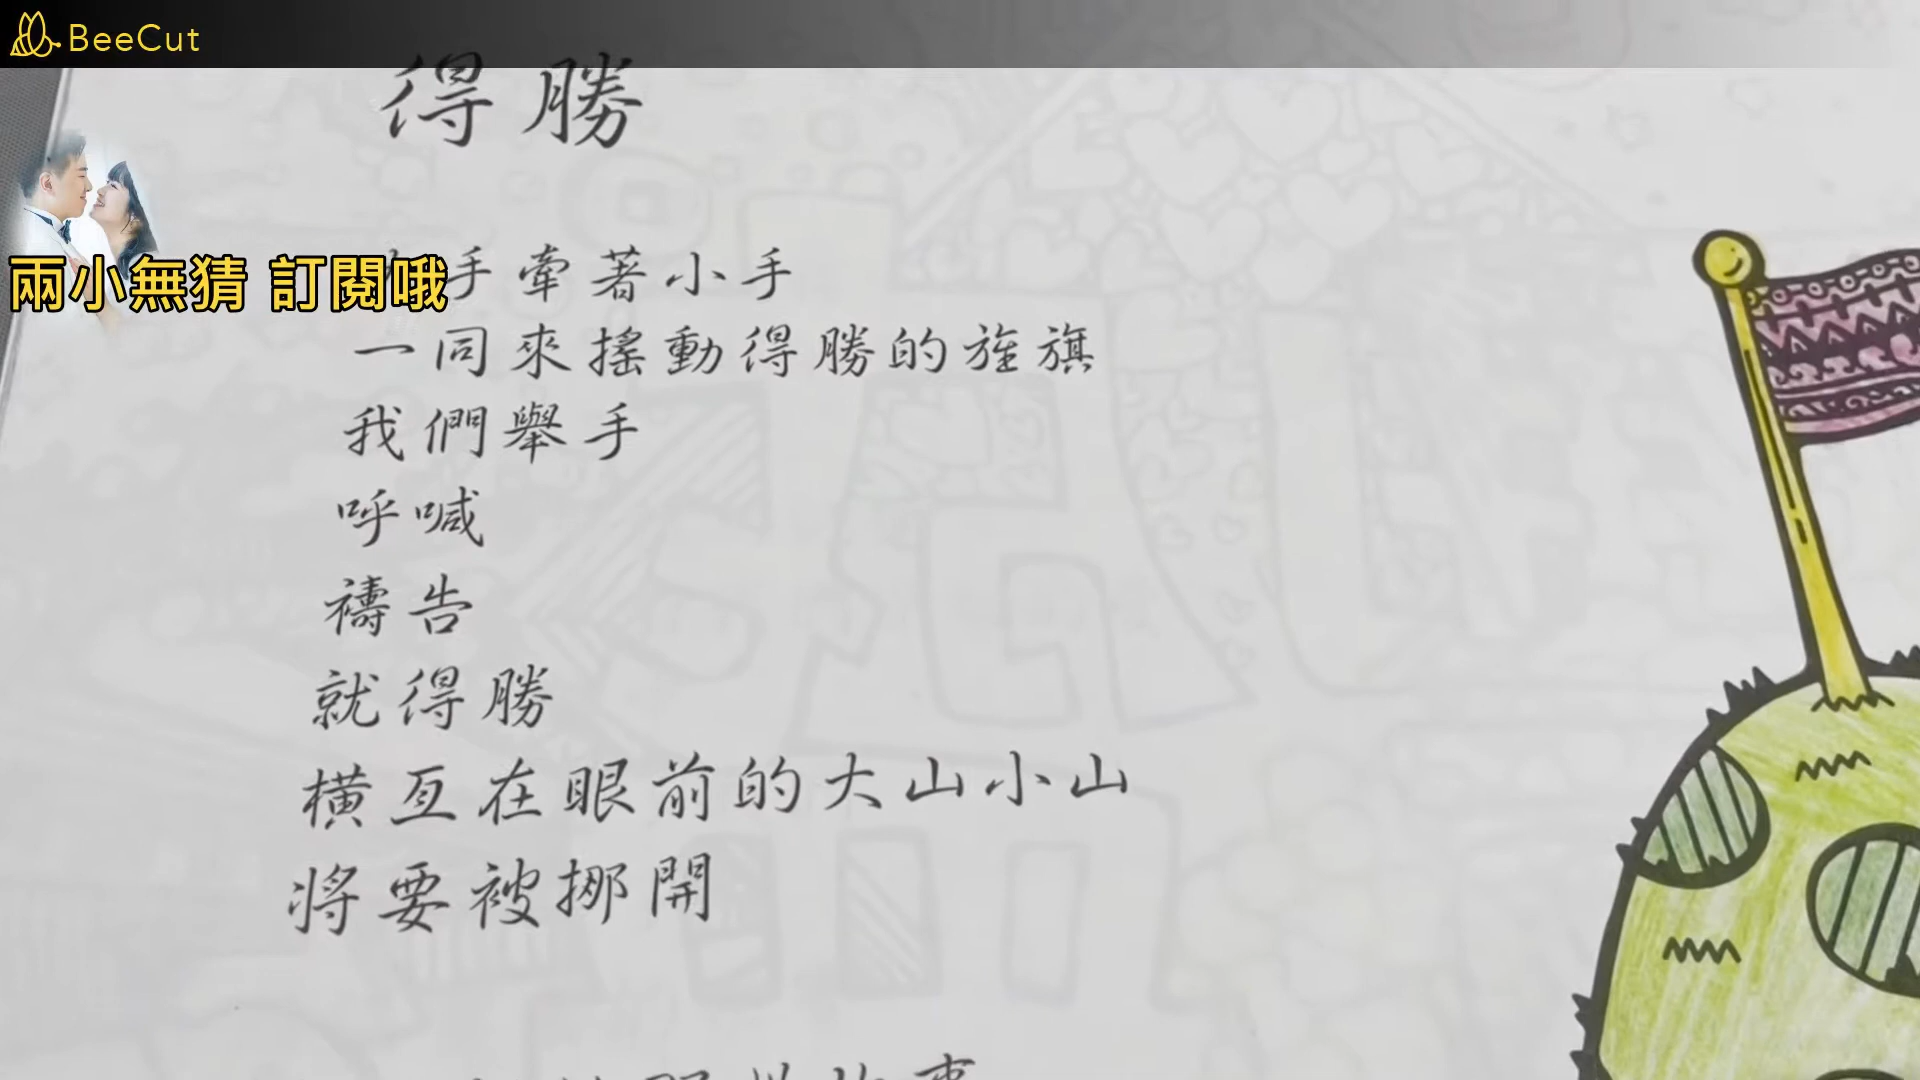 BeeCut
得勝
兩小無猜 訂閱哦
手牽著小手
一同來搖動得勝的旌旗
我們舉手
呼喊
禱告
就得勝
橫亙在眼前的大山小山
將要被挪開